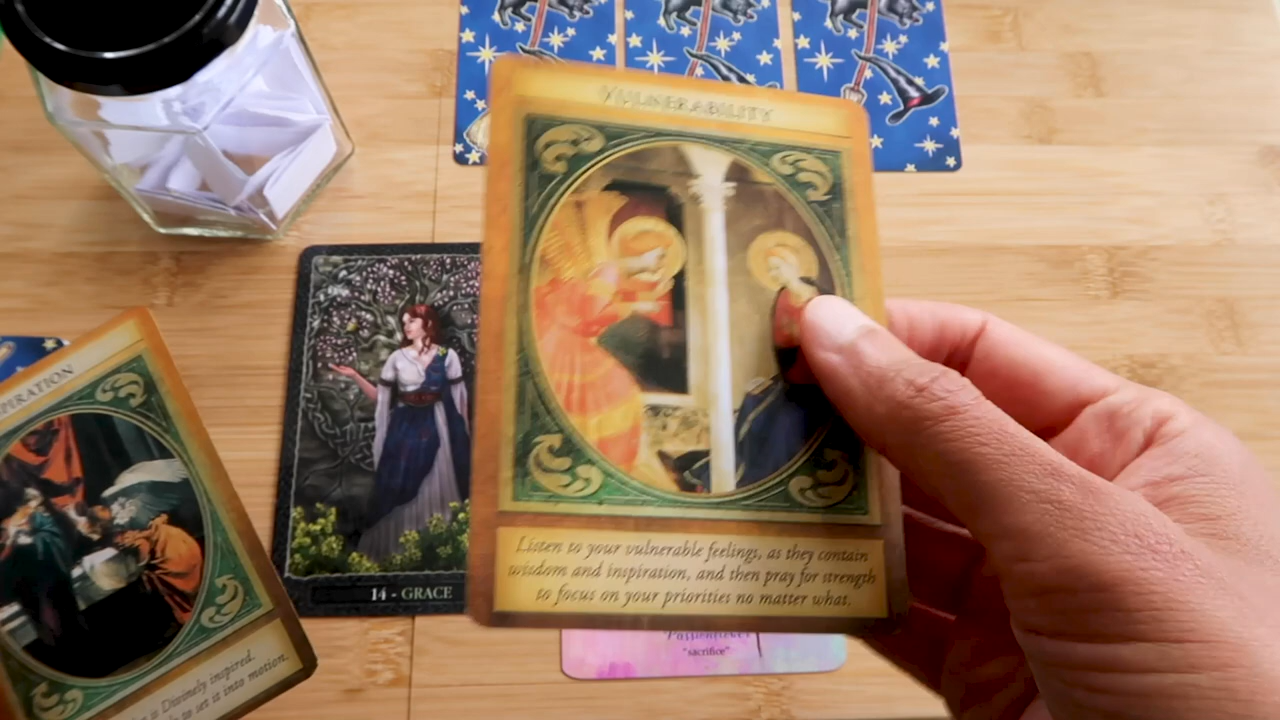 VULNERABILITY
Listen to your vulnerable feelings, as they contain
wisdom and inspiration, and then pray for strength
to focus on your priorities no matter what.
14 - GRACE
"sacrifice"
is Divinely inspired.
to set it into motion.